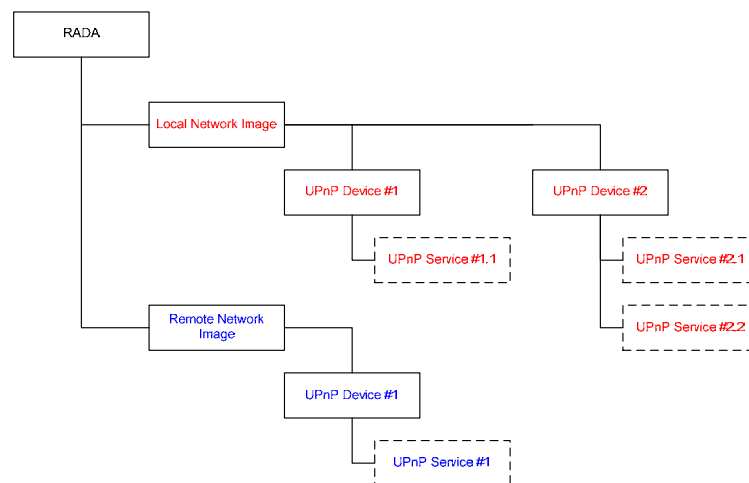 RADA
Local Network Image
UPnP Device #1
UPnP Device #2
UPnP Service #1.1
UPnP Service #2.1
Remote Network
Image
UPnP Service #2.2
UPnP Device #1
UPnP Service #1